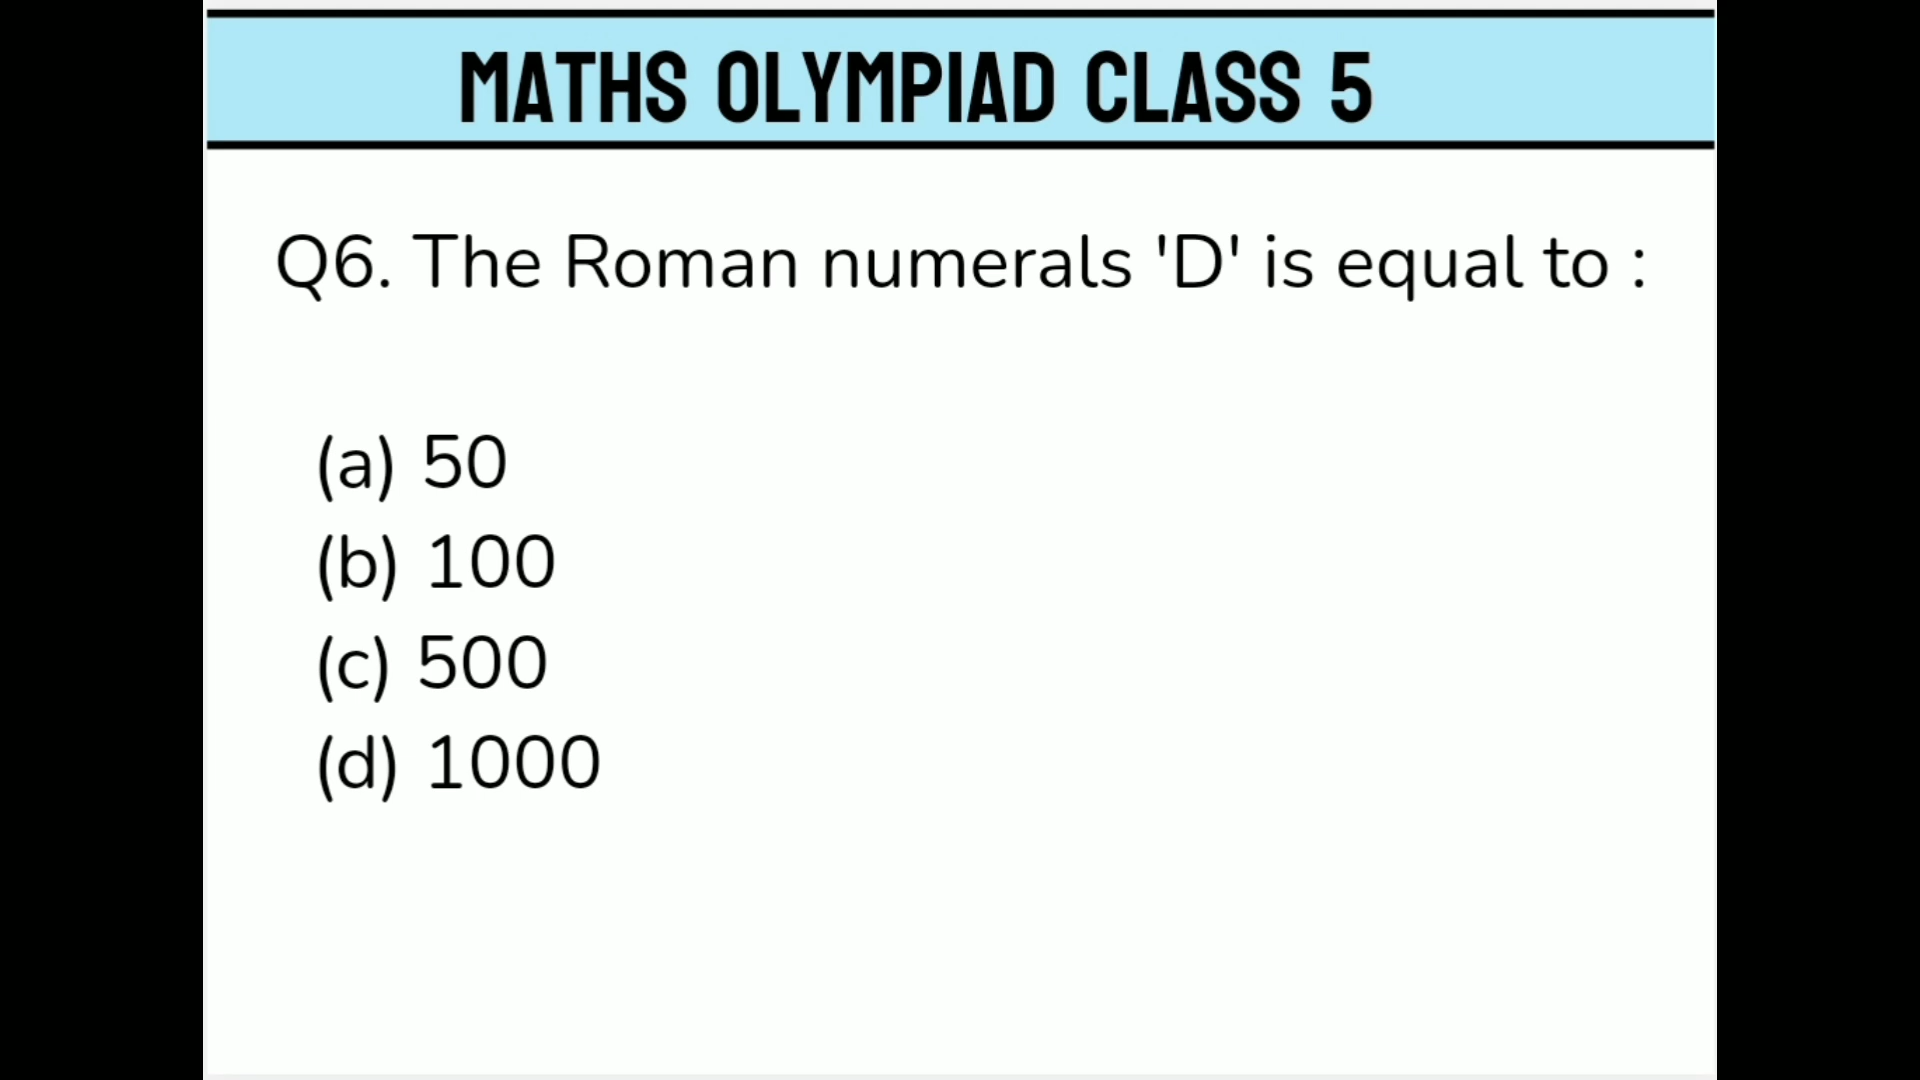 MATHS OLYMPIAD CLASS 5
Q6. The Roman numerals 'D' is equal to :
(a) 50
(b) 100
(c) 500
(d) 1000